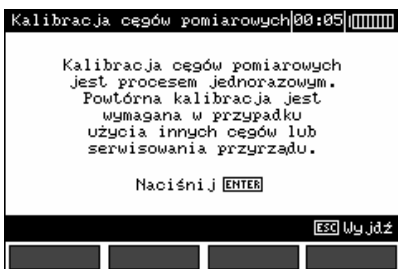 Kalibracja cęgów pomiarowych 00:05
Kalibracja cęgów pomiarowych
jest procesem jednorazowym.
Powtórna kalibracja jest
wymagana w przypadku
użycia innych cęgów lub
serwisowania przyrządu.
Naciśnij ENTER
ESC Wyjdź